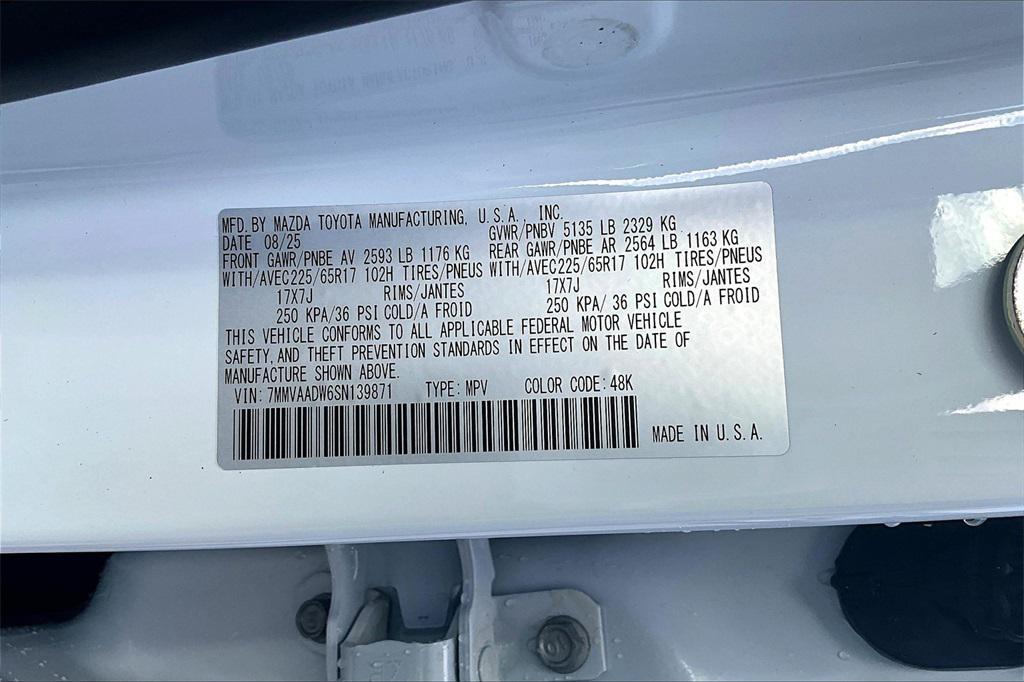 MFD. BY MAZDA TOYOTA MANUFACTURING, U.S.A., INC.
DATE 08/25 GVWR/PNBV 5135 LB 2329 KG
FRONT GAWR/PNBE AV 2593 LB 1176 KG REAR GAWR/PNBE AR 2564 LB 1163 KG
WITH/AVEC225/65R17 102H TIRES/PNEUS WITH/AVEC225/65R17 102H TIRES/PNEUS
17X7J RIMS/JANTES 17X7J RIMS/JANTES
250 KPA/36 PSI COLD/A FROID 250 KPA/ 36 PSI COLD/A FROID
THIS VEHICLE CONFORMS TO ALL APPLICABLE FEDERAL MOTOR VEHICLE
SAFETY, AND THEFT PREVENTION STANDARDS IN EFFECT ON THE DATE OF
MANUFACTURE SHOWN ABOVE.
VIN: 7MMVAADW6SN139871 TYPE: MPV COLOR CODE: 48K
MADE IN U.S.A.